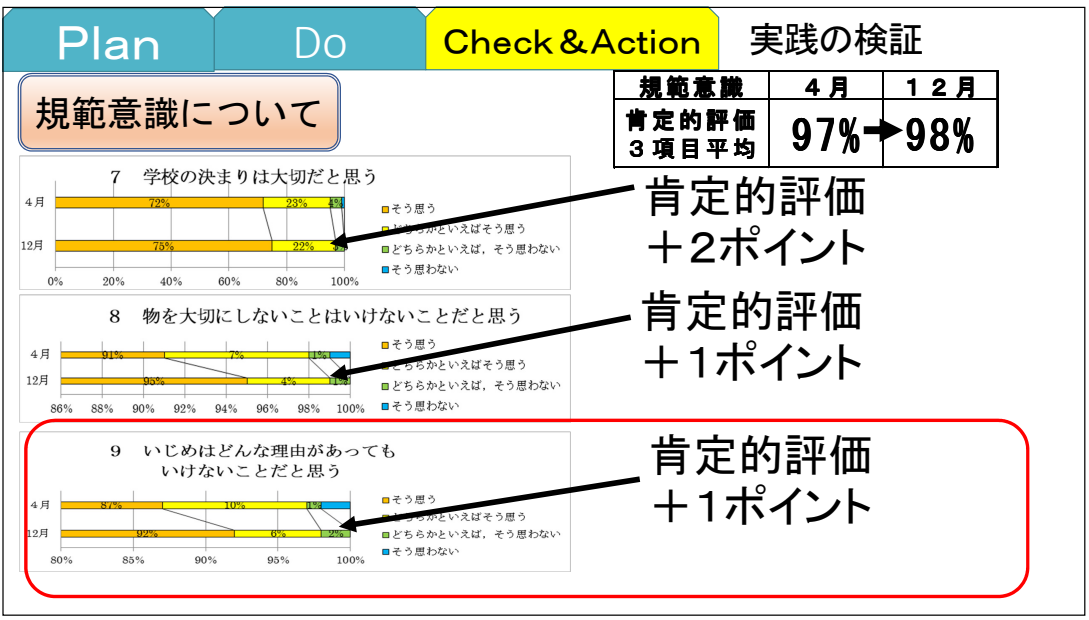 Plan
Do
Check＆Action
実践の検証
規範意識について
規範意識 4月 12月
肯定的評価
3項目平均
97%➡98%
7 学校の決まりは大切だと思う
4月 72% 23% 4%
12月 75% 22%
0% 20% 40% 60% 80% 100%
そう思う
どちらかといえばそう思う
どちらかといえば，そう思わない
そう思わない
肯定的評価
＋2ポイント
8 物を大切にしないことはいけないことだと思う
4月 91% 7% 1%
12月 95% 4% 1%
86% 88% 90% 92% 94% 96% 98% 100%
そう思う
どちらかといえばそう思う
どちらかといえば，そう思わない
そう思わない
肯定的評価
＋1ポイント
9 いじめはどんな理由があっても
いけないことだと思う
4月 87% 10% 1%
12月 92% 6% 2%
80% 85% 90% 95% 100%
そう思う
どちらかといえばそう思う
どちらかといえば，そう思わない
そう思わない
肯定的評価
＋1ポイント